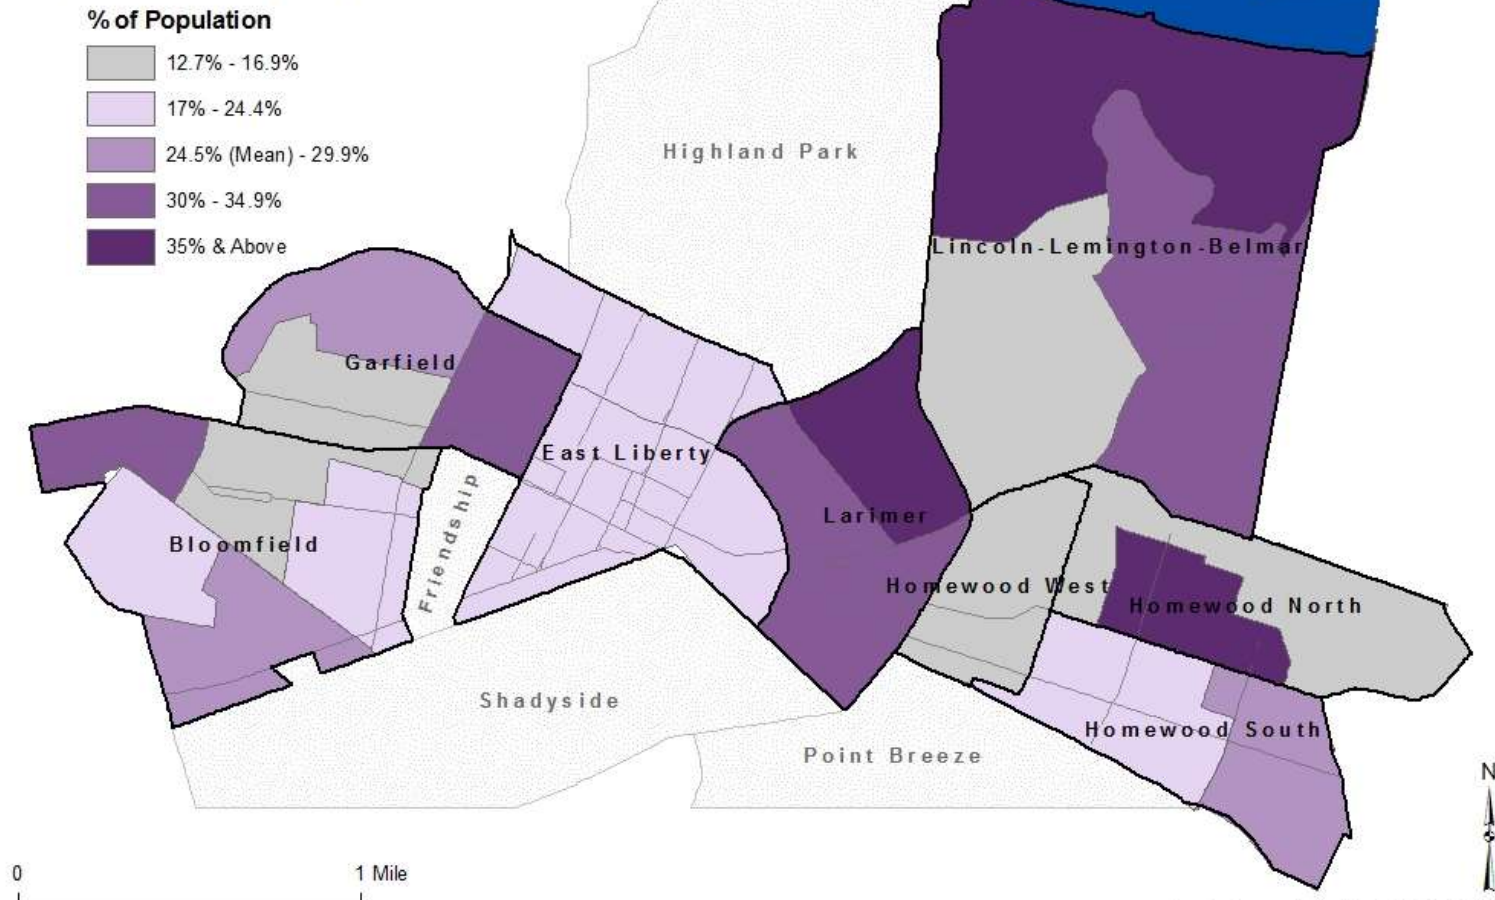 % of Population
12.7% - 16.9%
17% - 24.4%
24.5% (Mean) - 29.9%
30% - 34.9%
35% & Above
Highland Park
Lincoln-Lemington-Belmar
Garfield
East Liberty
Larimer
Friendship
Bloomfield
Homewood West
Homewood North
Shadyside
Homewood South
Point Breeze
N
0
1 Mile